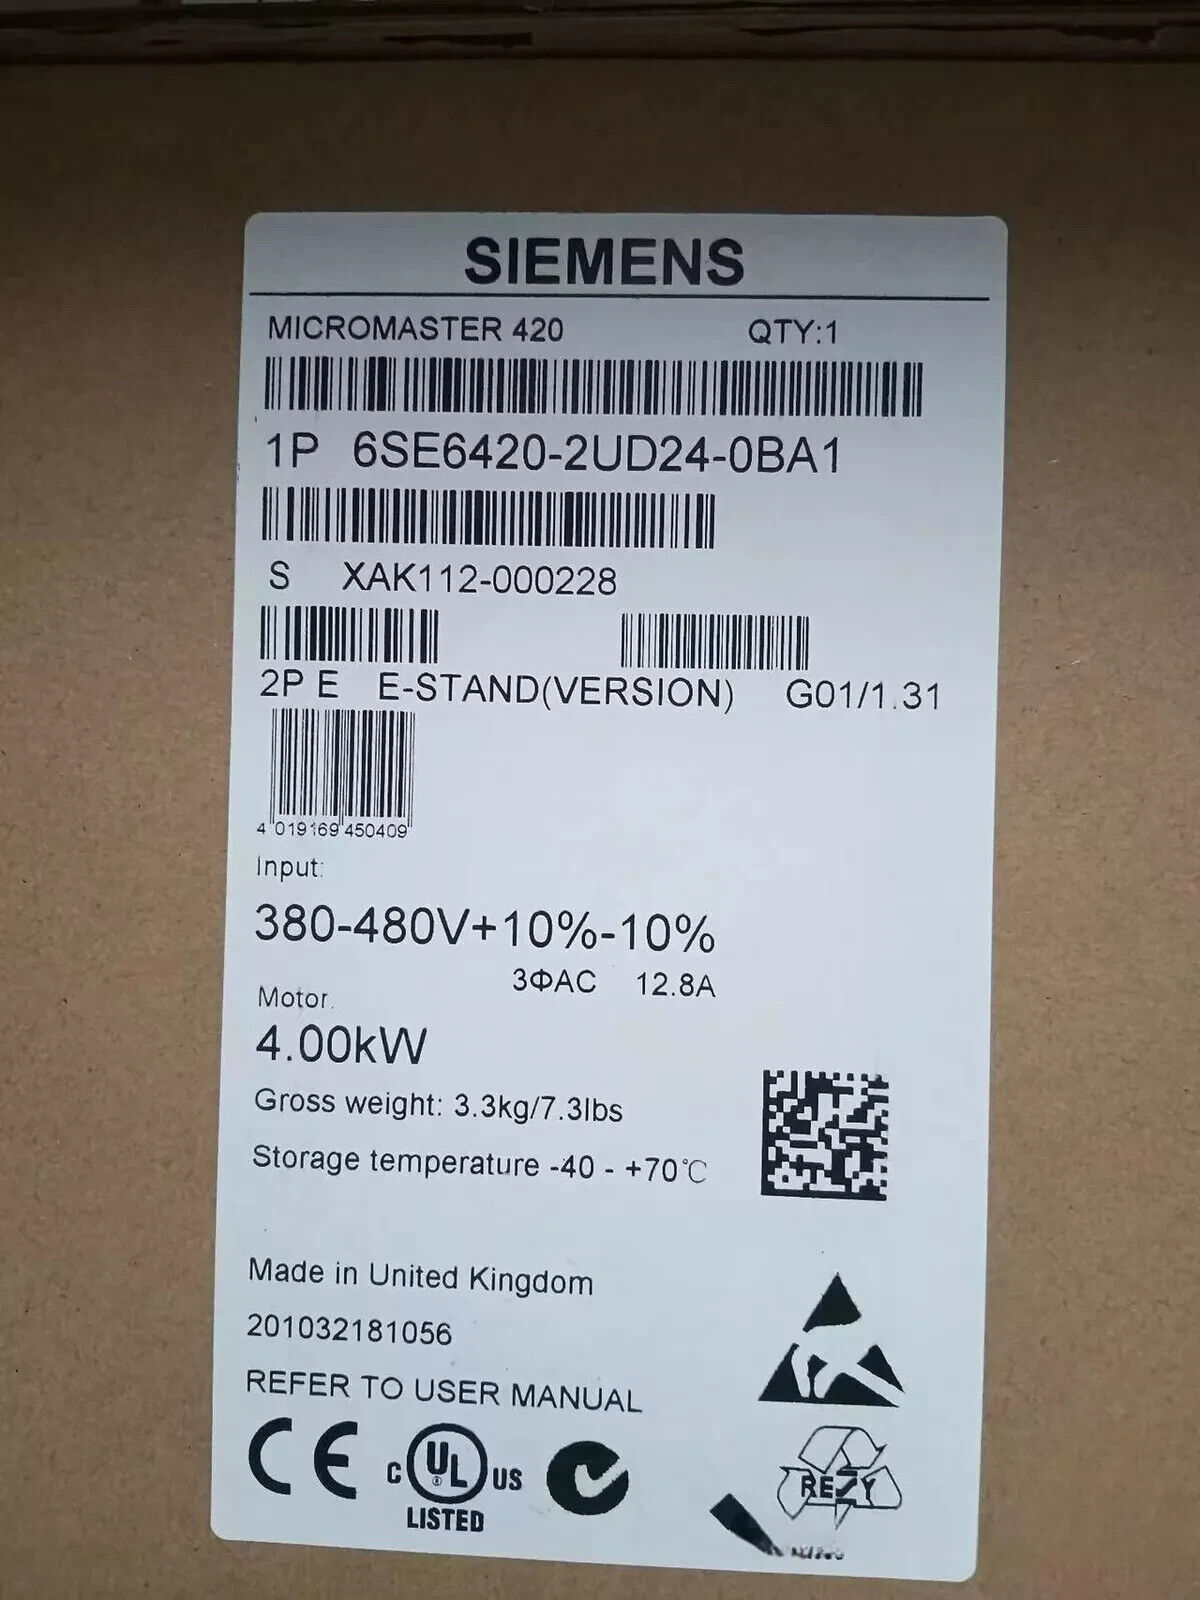 SIEMENS
MICROMASTER 420 QTY:1
1P 6SE6420-2UD24-0BA1
S XAK112-000228
2P E E-STAND(VERSION) G01/1.31
4 019169 450409
Input:
380-480V+10%-10%
3ΦAC 12.8A
Motor:
4.00kW
Gross weight: 3.3kg/7.3lbs
Storage temperature -40 - +70℃
Made in United Kingdom
201032181056
REFER TO USER MANUAL
CE C UL US
LISTED
RESY